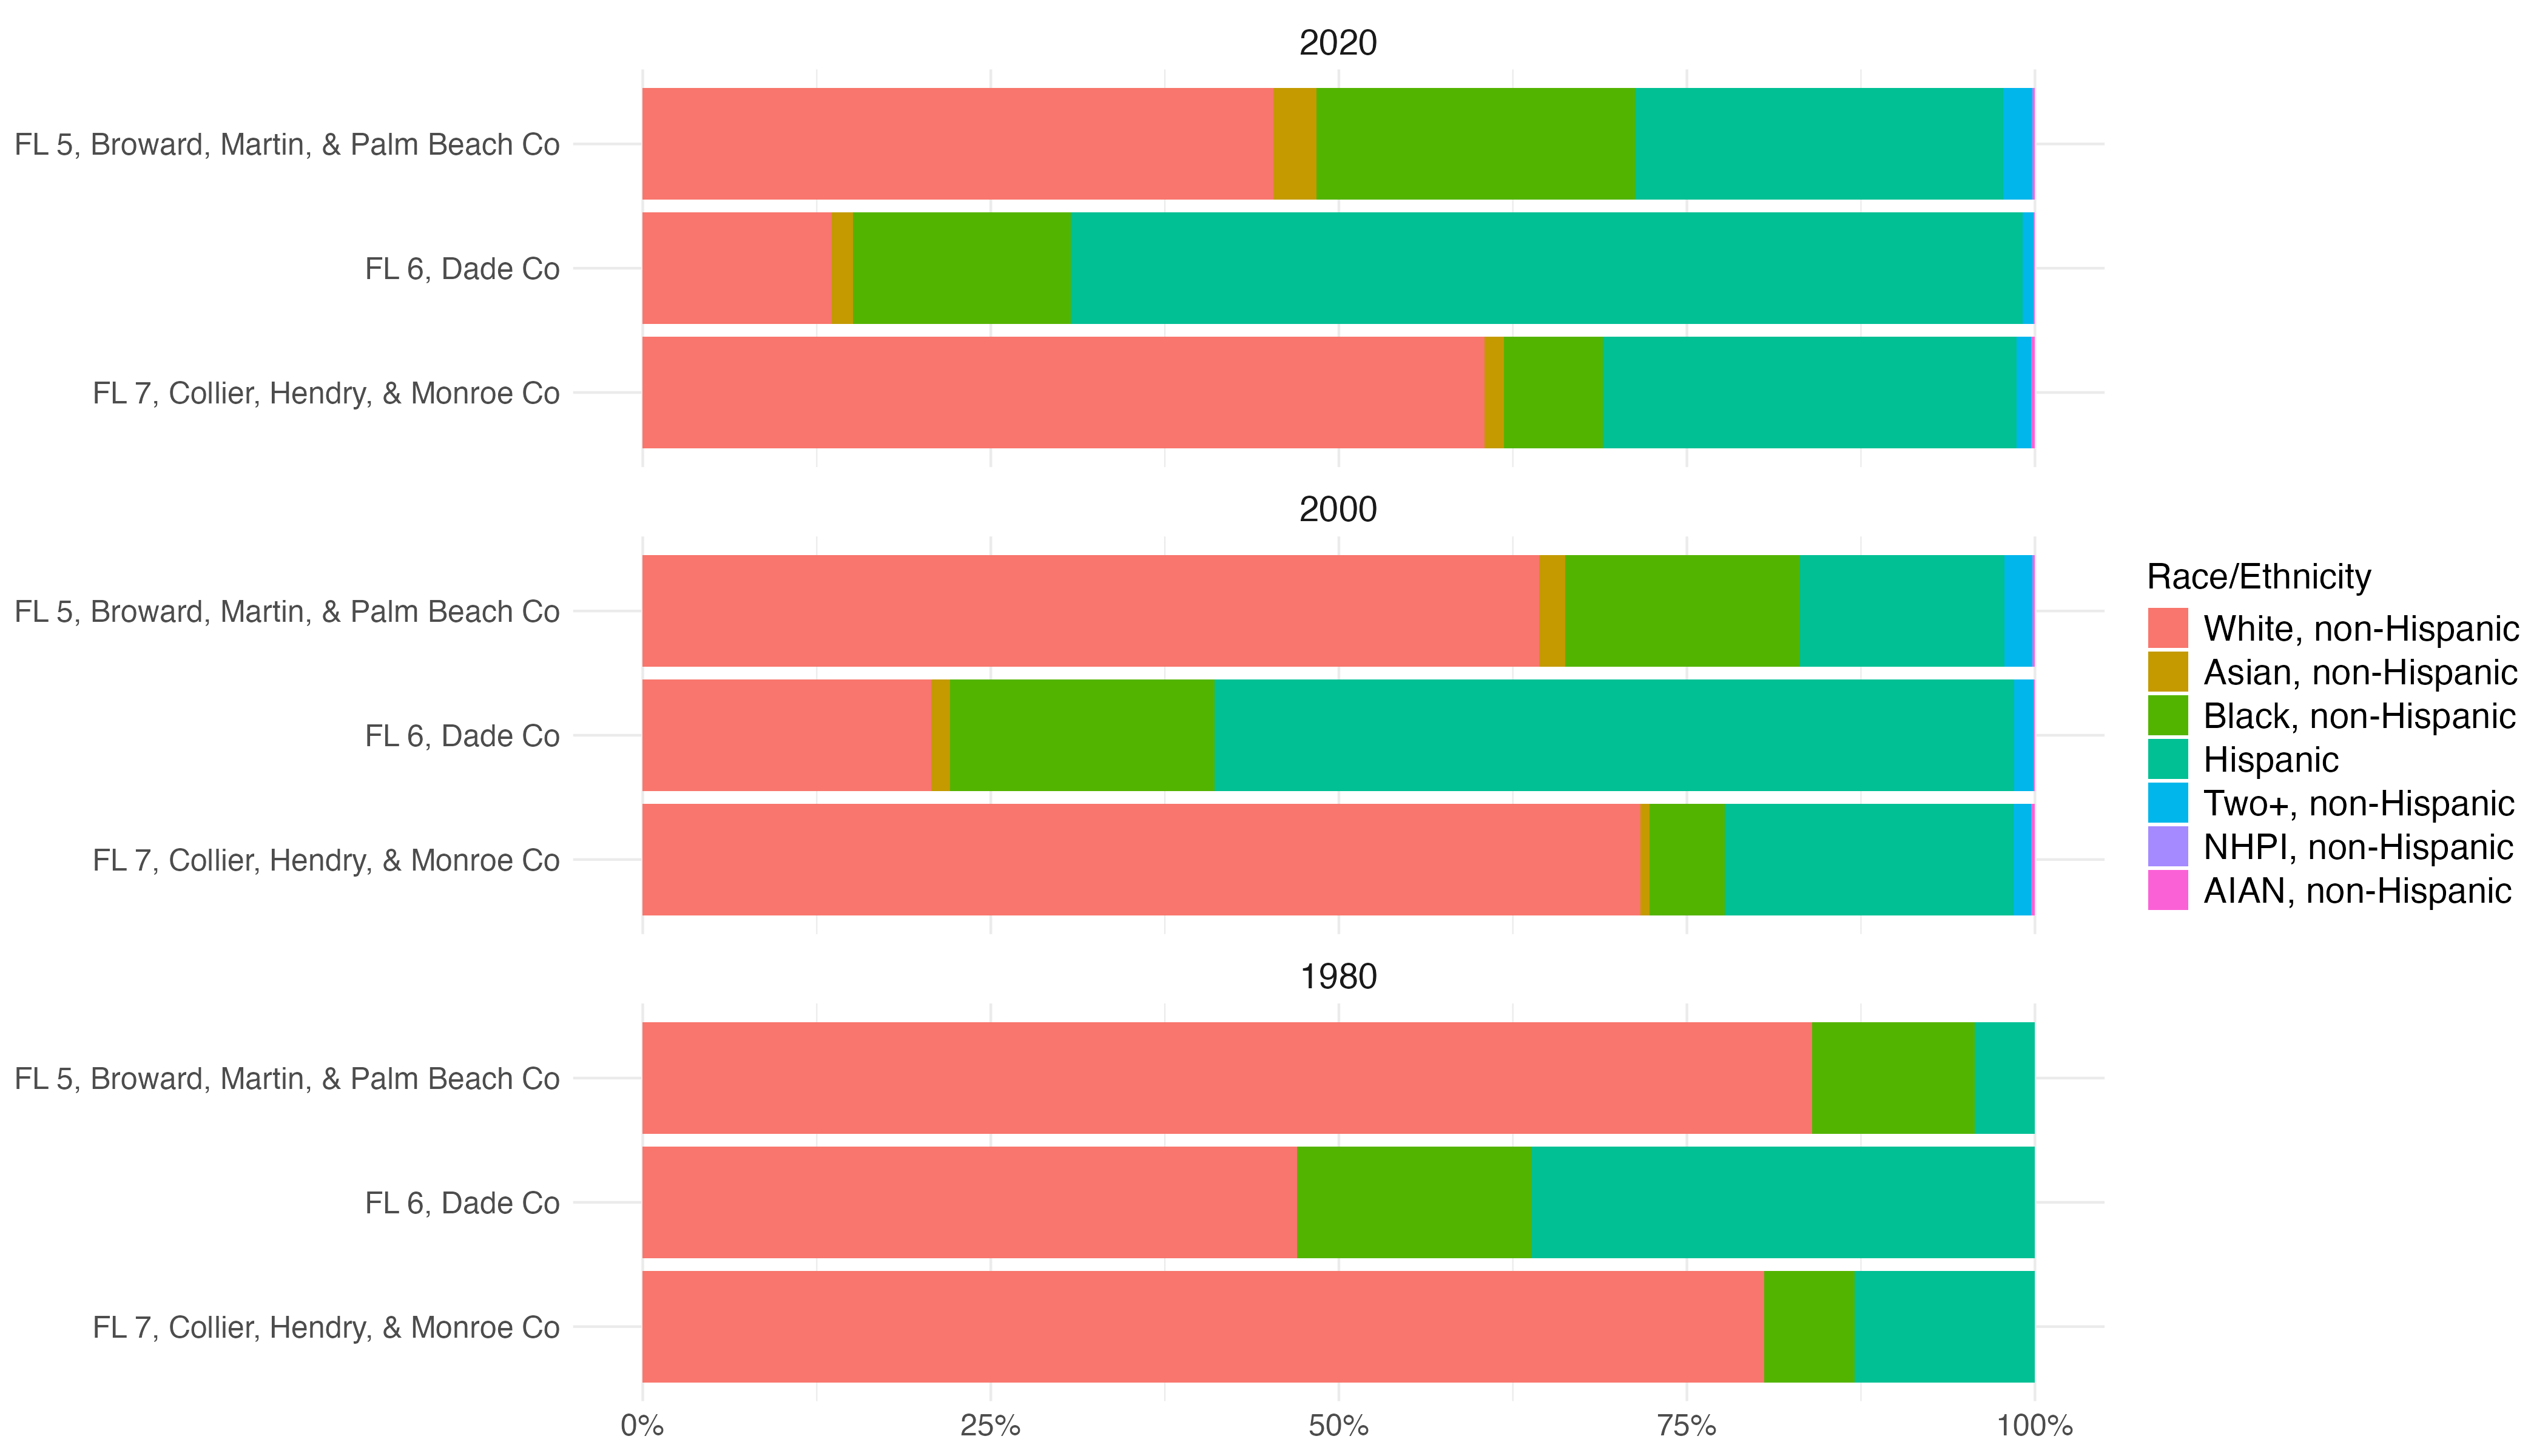 2020
FL 5, Broward, Martin, & Palm Beach Co
FL 6, Dade Co
FL 7, Collier, Hendry, & Monroe Co
2000
FL 5, Broward, Martin, & Palm Beach Co
FL 6, Dade Co
FL 7, Collier, Hendry, & Monroe Co
1980
FL 5, Broward, Martin, & Palm Beach Co
FL 6, Dade Co
FL 7, Collier, Hendry, & Monroe Co
0% 25% 50% 75% 100%
Race/Ethnicity
White, non-Hispanic
Asian, non-Hispanic
Black, non-Hispanic
Hispanic
Two+, non-Hispanic
NHPI, non-Hispanic
AIAN, non-Hispanic